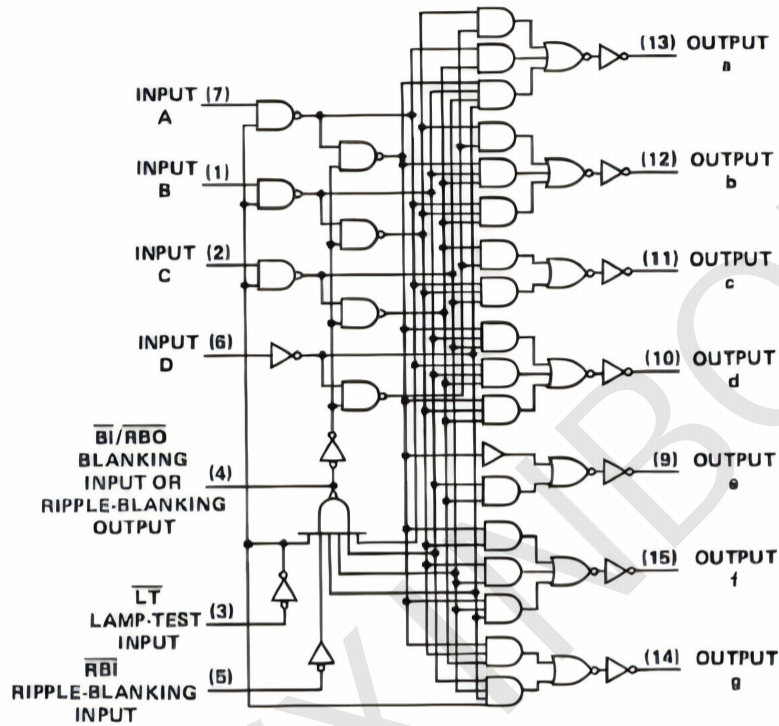 (13) OUTPUT
a
INPUT (7)
A
INPUT (1)
B
(12) OUTPUT
b
INPUT (2)
C
(11) OUTPUT
c
INPUT (6)
D
(10) OUTPUT
d
BI/RBO
BLANKING
INPUT OR (4)
RIPPLE-BLANKING
OUTPUT
(9) OUTPUT
e
LT
LAMP-TEST (3)
INPUT
(15) OUTPUT
f
RBI (5)
RIPPLE-BLANKING
INPUT
(14) OUTPUT
g